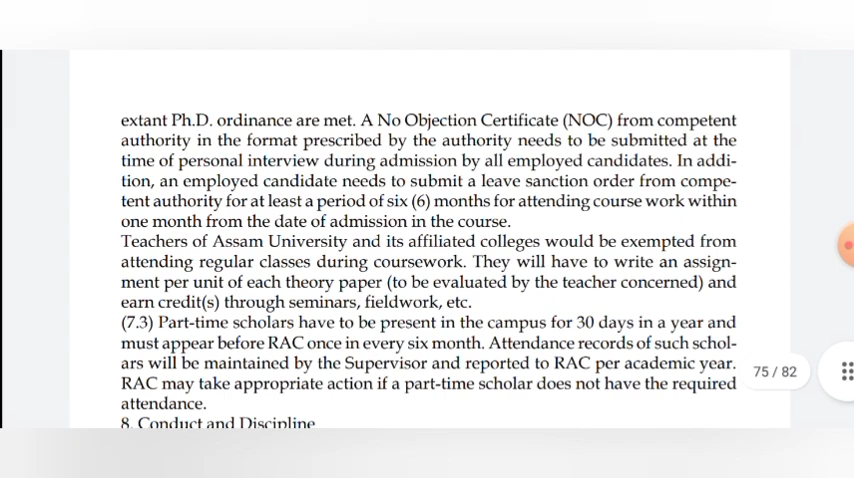 extant Ph.D. ordinance are met. A No Objection Certificate (NOC) from competent
authority in the format prescribed by the authority needs to be submitted at the
time of personal interview during admission by all employed candidates. In addi-
tion, an employed candidate needs to submit a leave sanction order from compe-
tent authority for at least a period of six (6) months for attending course work within
one month from the date of admission in the course.
Teachers of Assam University and its affiliated colleges would be exempted from
attending regular classes during coursework. They will have to write an assign-
ment per unit of each theory paper (to be evaluated by the teacher concerned) and
earn credit(s) through seminars, fieldwork, etc.
(7.3) Part-time scholars have to be present in the campus for 30 days in a year and
must appear before RAC once in every six month. Attendance records of such schol-
ars will be maintained by the Supervisor and reported to RAC per academic year.
RAC may take appropriate action if a part-time scholar does not have the required
attendance.
8. Conduct and Discipline
75 / 82